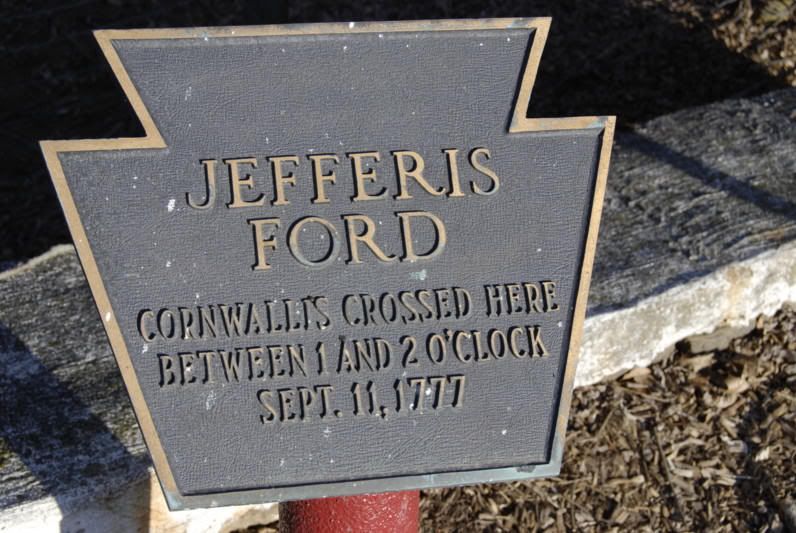 JEFFERIS
FORD
CORNWALLIS CROSSED HERE
BETWEEN 1 AND 2 O'CLOCK
SEPT. 11, 1777